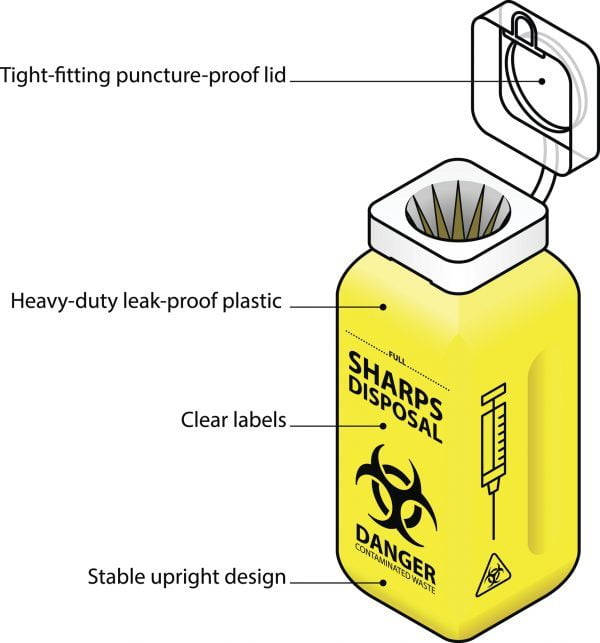 Tight-fitting puncture-proof lid
Heavy-duty leak-proof plastic
FULL
SHARPS
DISPOSAL
Clear labels
DANGER
CONTAMINATED WASTE
Stable upright design